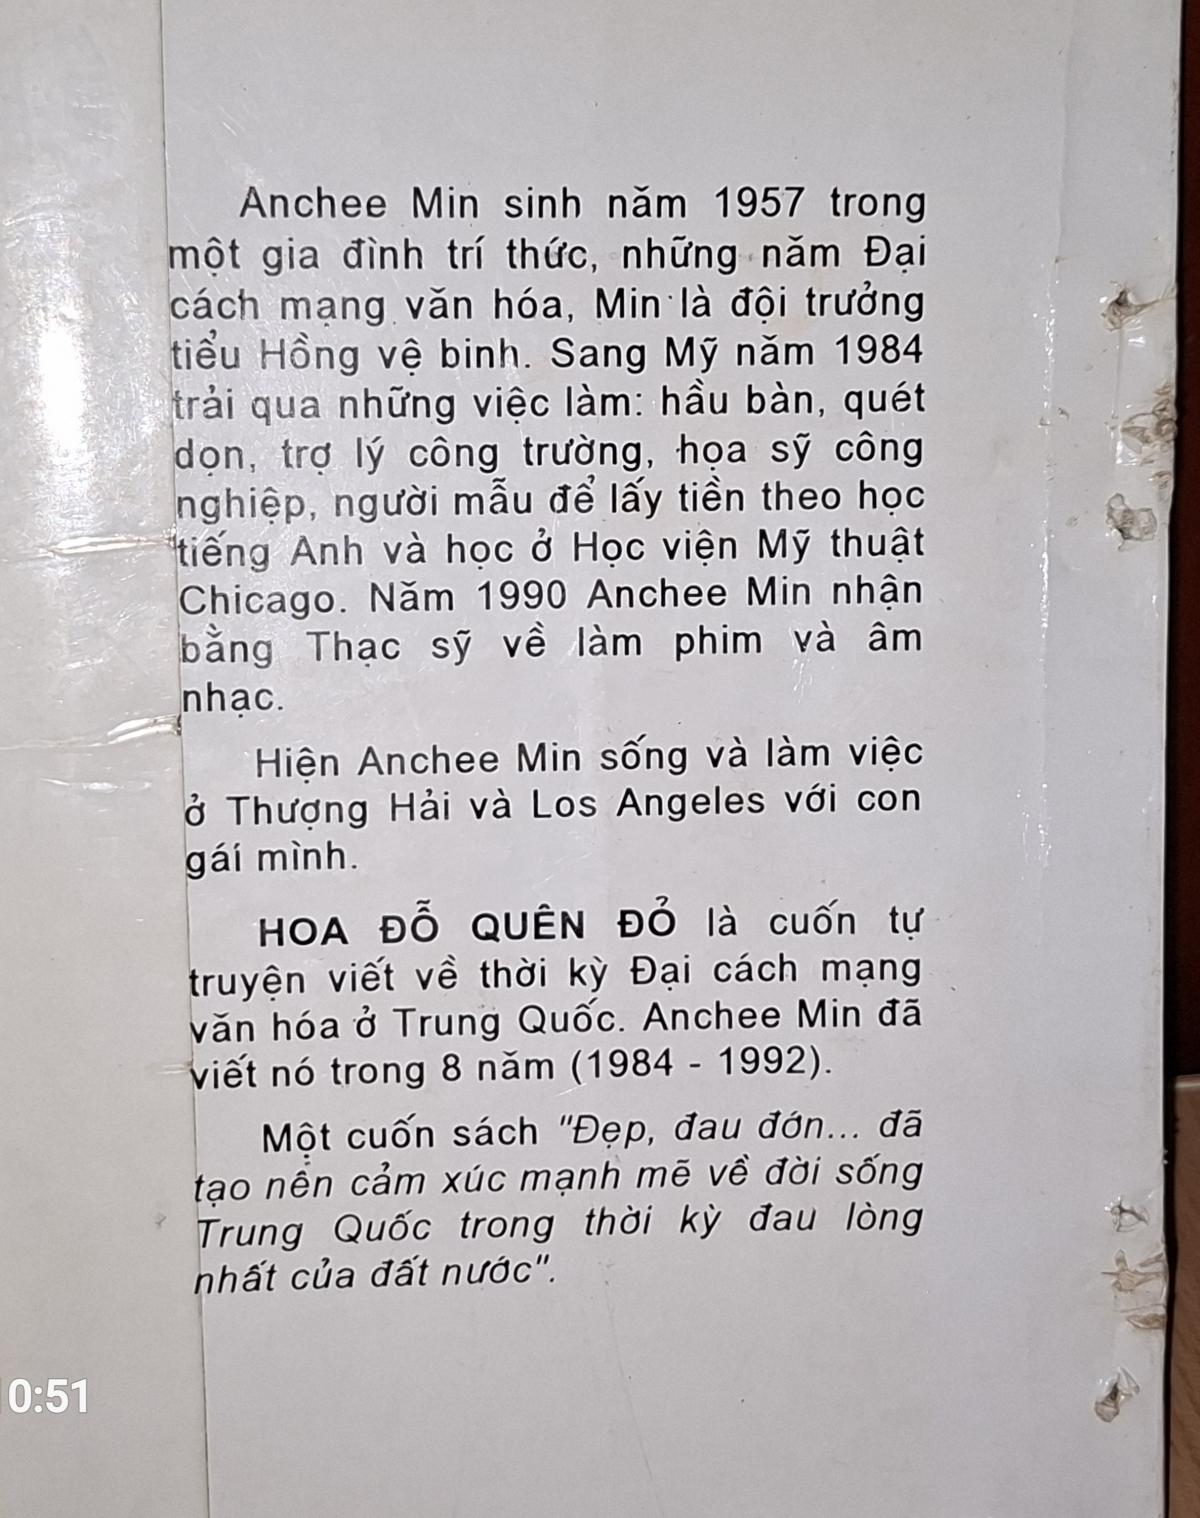 Anchee Min sinh năm 1957 trong
một gia đình trí thức, những năm Đại
cách mạng văn hóa, Min là đội trưởng
tiểu Hồng vệ binh. Sang Mỹ năm 1984
trải qua những việc làm: hầu bàn, quét
dọn, trợ lý công trường, họa sỹ công
nghiệp, người mẫu để lấy tiền theo học
tiếng Anh và học ở Học viện Mỹ thuật
Chicago. Năm 1990 Anchee Min nhận
bằng Thạc sỹ về làm phim và âm
nhạc.
Hiện Anchee Min sống và làm việc
ở Thượng Hải và Los Angeles với con
gái mình.
HOA ĐỖ QUÊN ĐỎ là cuốn tự
truyện viết về thời kỳ Đại cách mạng
văn hóa ở Trung Quốc. Anchee Min đã
viết nó trong 8 năm (1984 - 1992).
Một cuốn sách "Đẹp, đau đớn... đã
tạo nên cảm xúc mạnh mẽ về đời sống
Trung Quốc trong thời kỳ đau lòng
nhất của đất nước".
0:51